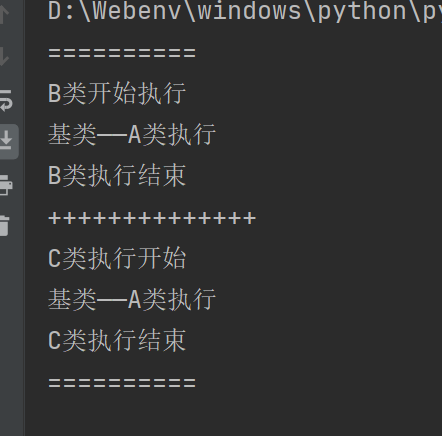 D:\Webenv\windows\python\py
==========
B类开始执行
基类——A类执行
B类执行结束
++++++++++++++
C类执行开始
基类——A类执行
C类执行结束
==========